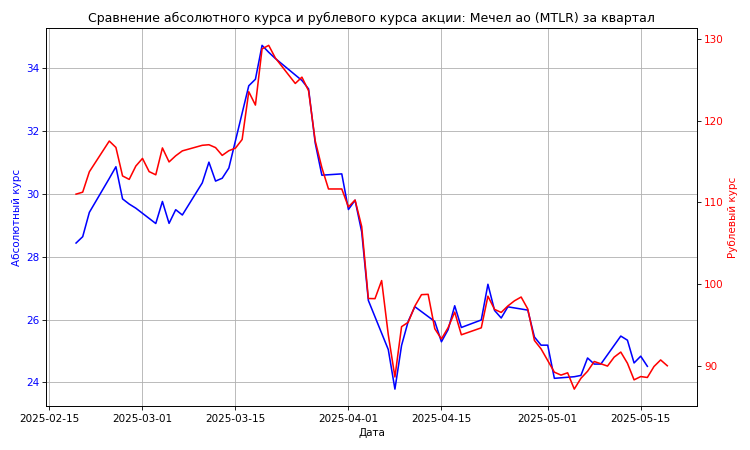 Сравнение абсолютного курса и рублевого курса акции: Мечел ао (MTLR) за квартал
Абсолютный курс
34
32
30
28
26
24
130
120
110
100
90
Рублевый курс
2025-02-15 2025-03-01 2025-03-15 2025-04-01 2025-04-15 2025-05-01 2025-05-15
Дата